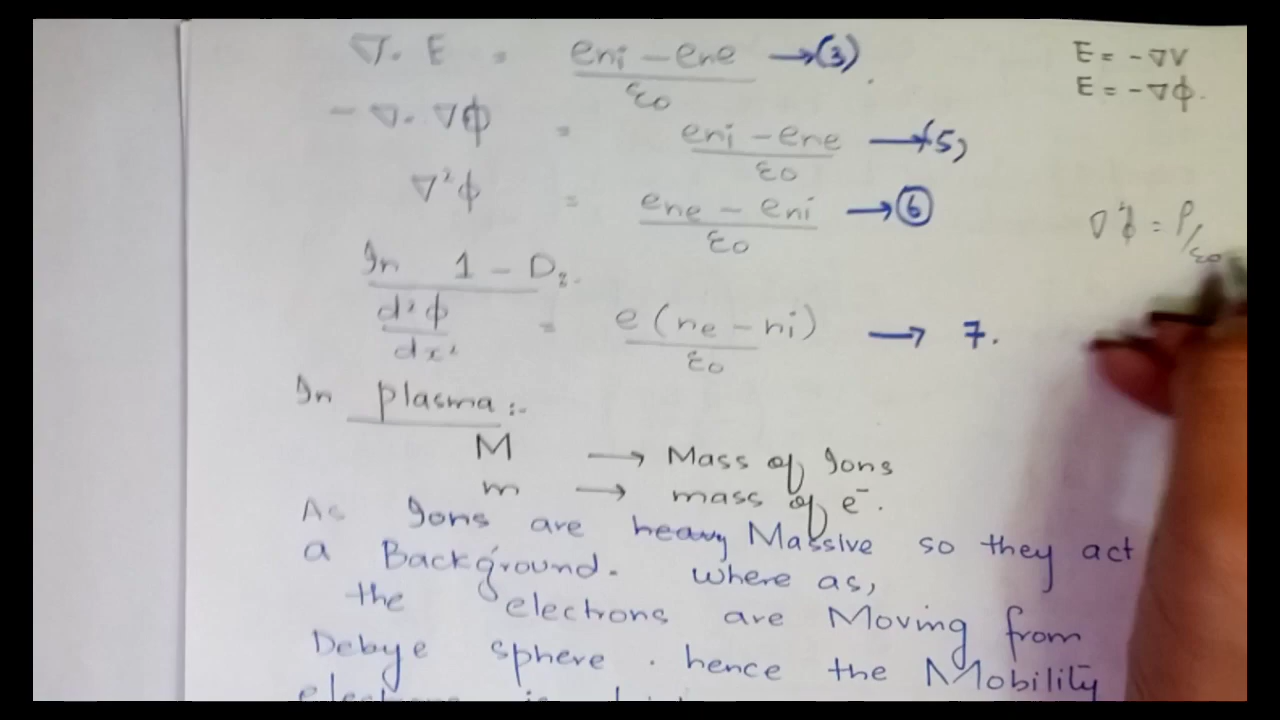 ∇. E = eni - ene / ε0 → (3).
E = -∇V
E = -∇φ.
- ∇. ∇φ = eni - ene / ε0 → (5)
∇²φ = ene - eni / ε0 → 6
∇²φ = ρ/ε0
In 1 - D:-
d²φ / dx² = e (ne - ni) / ε0 → 7.
In plasma :-
M → Mass of Ions
m → mass of e⁻.
As Ions are heavy Massive so they act
a Background. Where as,
the electrons are Moving from
Debye sphere. hence the Mobility